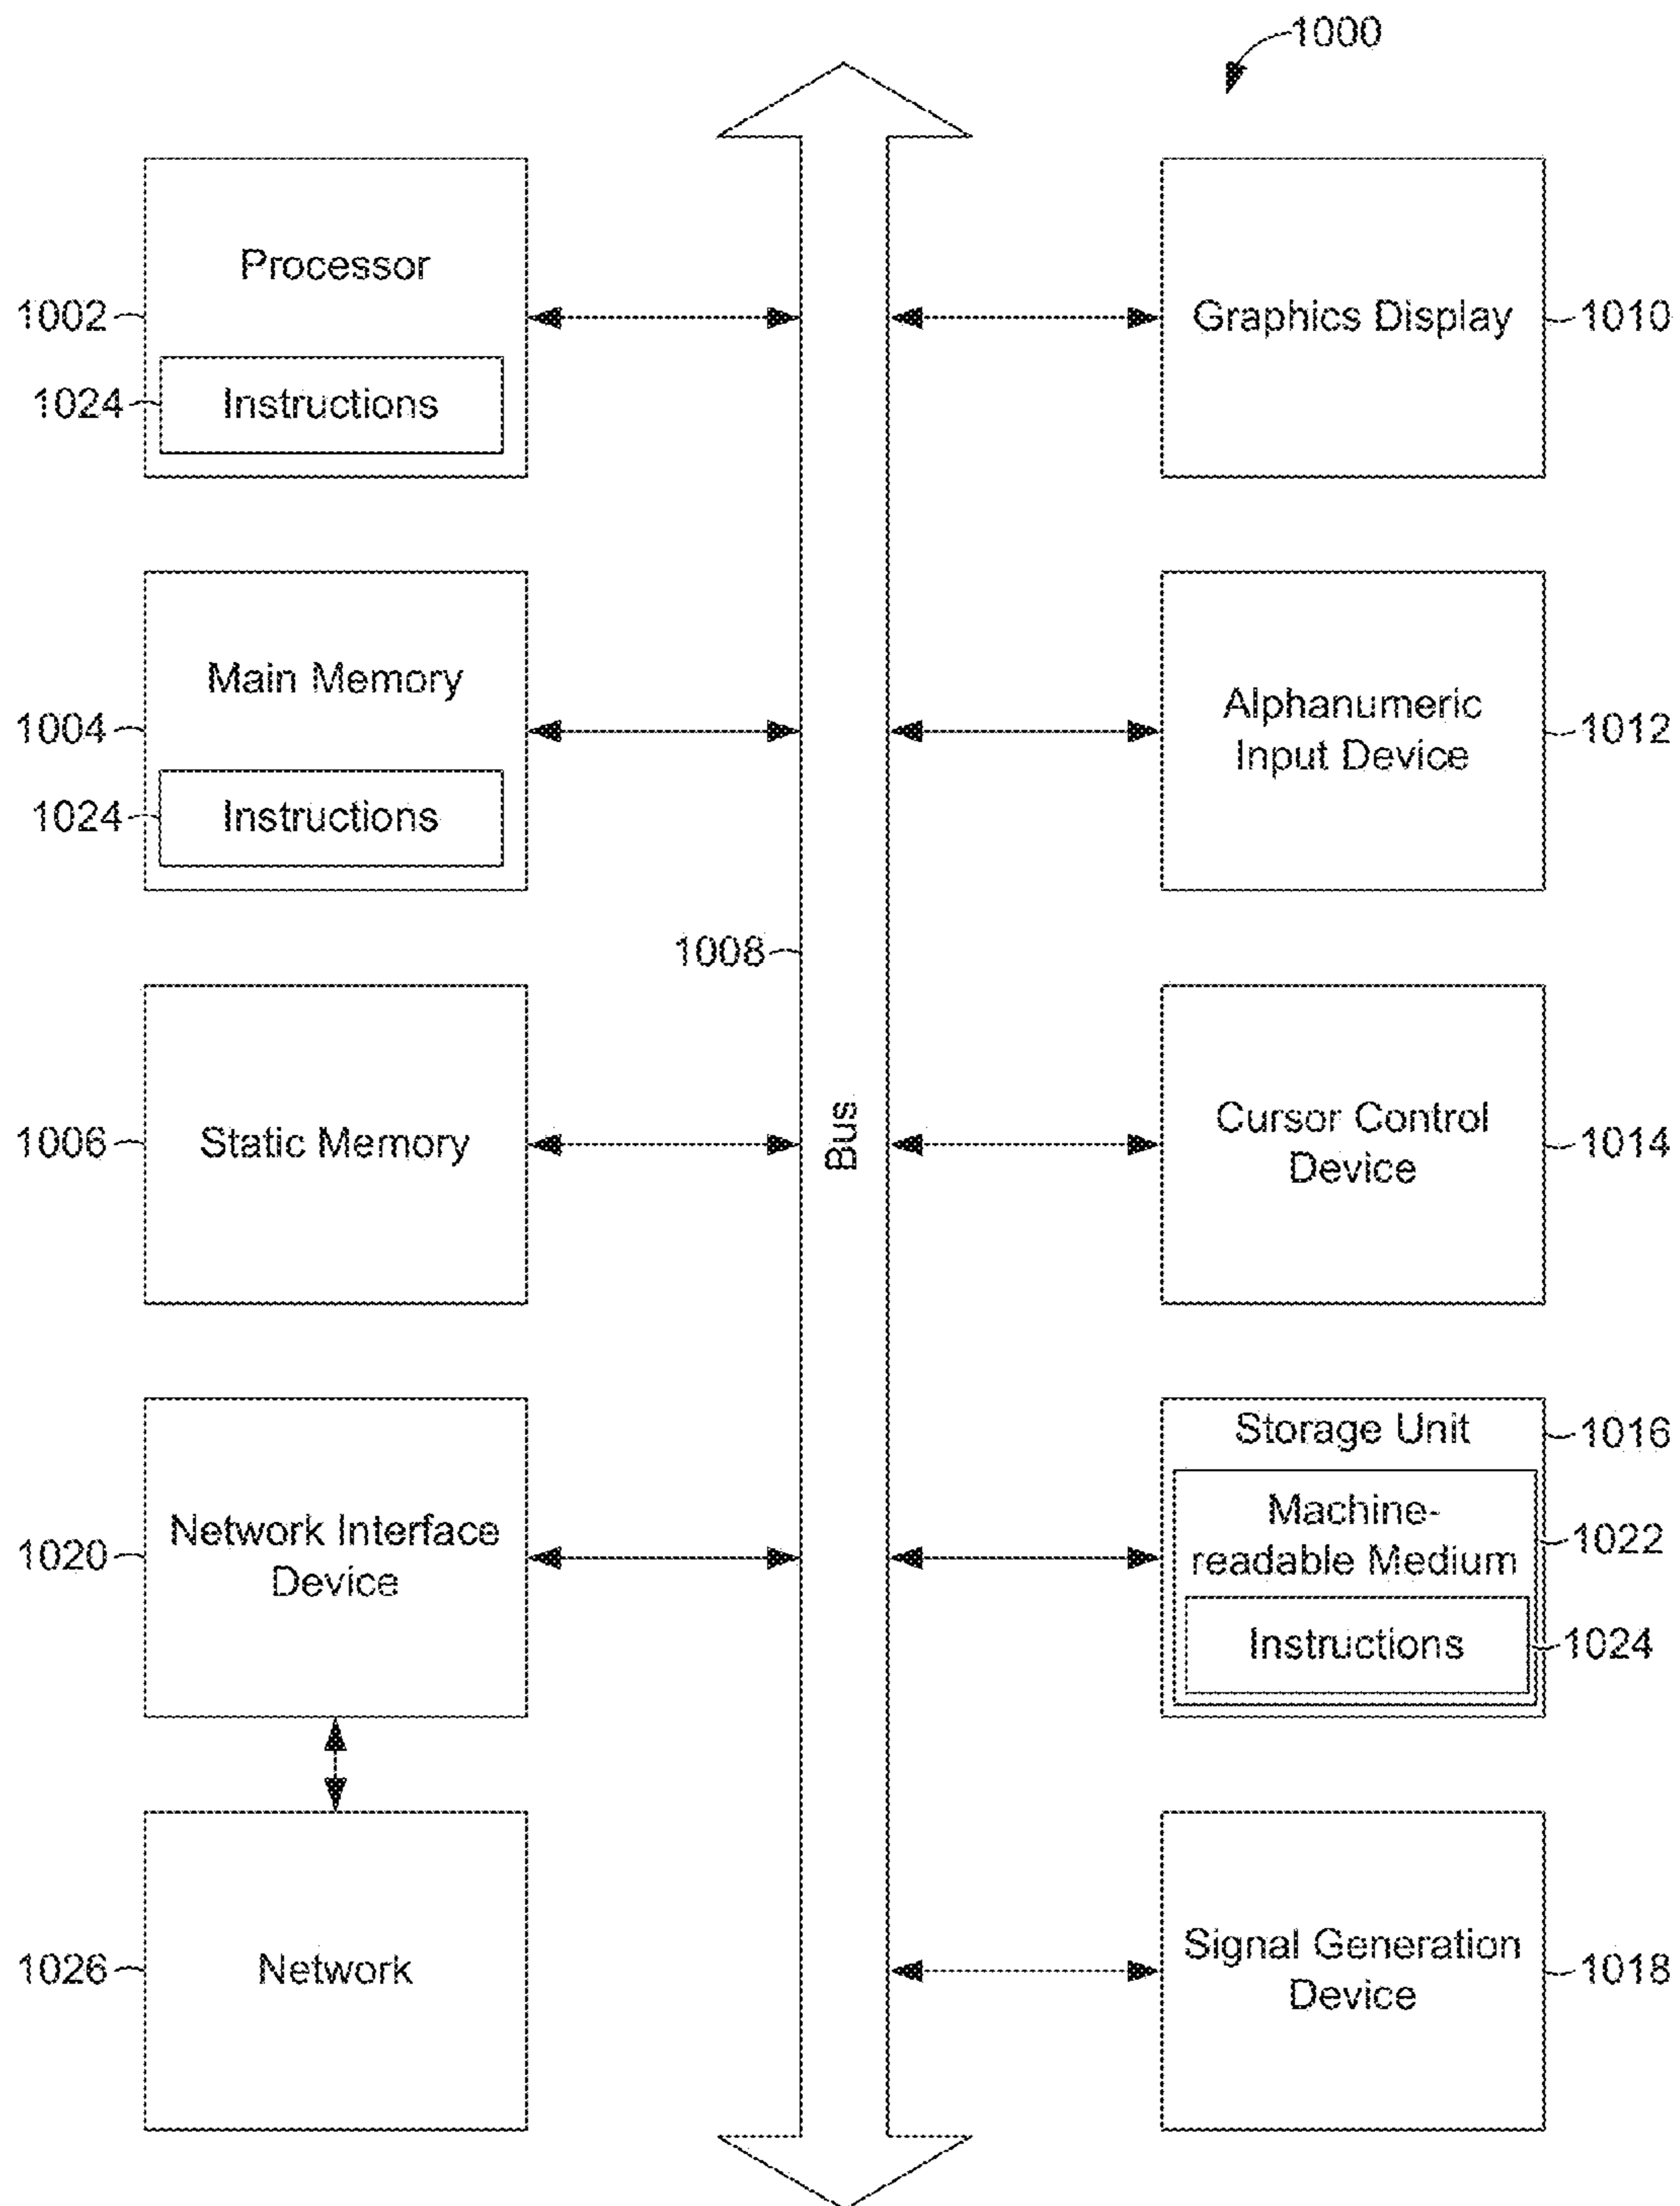 1000
Processor
1002
1024
Instructions
Graphics Display
1010
Main Memory
1004
1024
Instructions
Alphanumeric
Input Device
1012
1008
Bus
Static Memory
1006
Cursor Control
Device
1014
Network Interface
Device
1020
Storage Unit
1016
Machine-
readable Medium
1022
Instructions
1024
Network
1026
Signal Generation
Device
1018